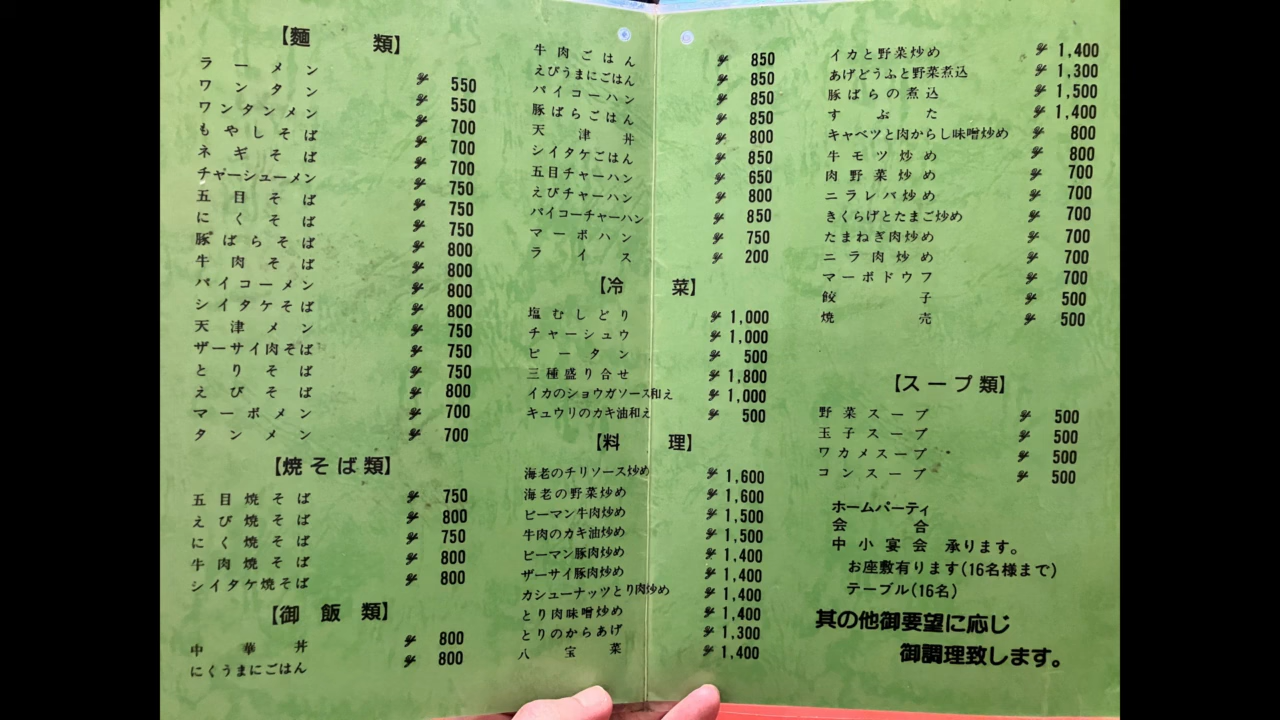 【麵類】
ラーメン ¥ 550
ワンタン ¥ 550
ワンタンメン ¥ 700
もやしそば ¥ 700
ネギそば ¥ 700
チャーシューメン ¥ 750
五目そば ¥ 750
にくそば ¥ 750
豚ばらそば ¥ 800
牛肉そば ¥ 800
パイコーメン ¥ 800
シイタケそば ¥ 800
天津メン ¥ 750
ザーサイ肉そば ¥ 750
とりそば ¥ 750
えびそば ¥ 800
マーボメン ¥ 700
タンメン ¥ 700
【焼そば類】
五目焼そば ¥ 750
えび焼そば ¥ 800
にく焼そば ¥ 750
牛肉焼そば ¥ 800
シイタケ焼そば ¥ 800
【御飯類】
中華丼 ¥ 800
にくうまにごはん ¥ 800
牛肉ごはん ¥ 850
えびうまにごはん ¥ 850
パイコーハン ¥ 850
豚ばらごはん ¥ 850
天津丼 ¥ 800
シイタケごはん ¥ 850
五目チャーハン ¥ 650
えびチャーハン ¥ 800
パイコーチャーハン ¥ 850
マーボハン ¥ 750
ライス ¥ 200
【冷菜】
塩むしどり ¥ 1,000
チャーシュウ ¥ 1,000
ピータン ¥ 500
三種盛り合せ ¥ 1,800
イカのショウガソース和え ¥ 1,000
キュウリのカキ油和え ¥ 500
【料理】
海老のチリソース炒め ¥ 1,600
海老の野菜炒め ¥ 1,600
ピーマン牛肉炒め ¥ 1,500
牛肉のカキ油炒め ¥ 1,500
ピーマン豚肉炒め ¥ 1,400
ザーサイ豚肉炒め ¥ 1,400
カシューナッツとり肉炒め ¥ 1,400
とり肉味噌炒め ¥ 1,400
とりのからあげ ¥ 1,300
八宝菜 ¥ 1,400
イカと野菜炒め ¥ 1,400
あげどうふと野菜煮込 ¥ 1,300
豚ばらの煮込 ¥ 1,500
すぶた ¥ 1,400
キャベツと肉からし味噌炒め ¥ 800
牛モツ炒め ¥ 800
肉野菜炒め ¥ 700
ニラレバ炒め ¥ 700
きくらげとたまご炒め ¥ 700
たまねぎ肉炒め ¥ 700
ニラ肉炒め ¥ 700
マーボドウフ ¥ 700
餃子 ¥ 500
焼売 ¥ 500
【スープ類】
野菜スープ ¥ 500
玉子スープ ¥ 500
ワカメスープ ¥ 500
コンスープ ¥ 500
ホームパーティ
会合
中小宴会 承ります。
お座敷有ります(16名様まで)
テーブル(16名)
其の他御要望に応じ
御調理致します。